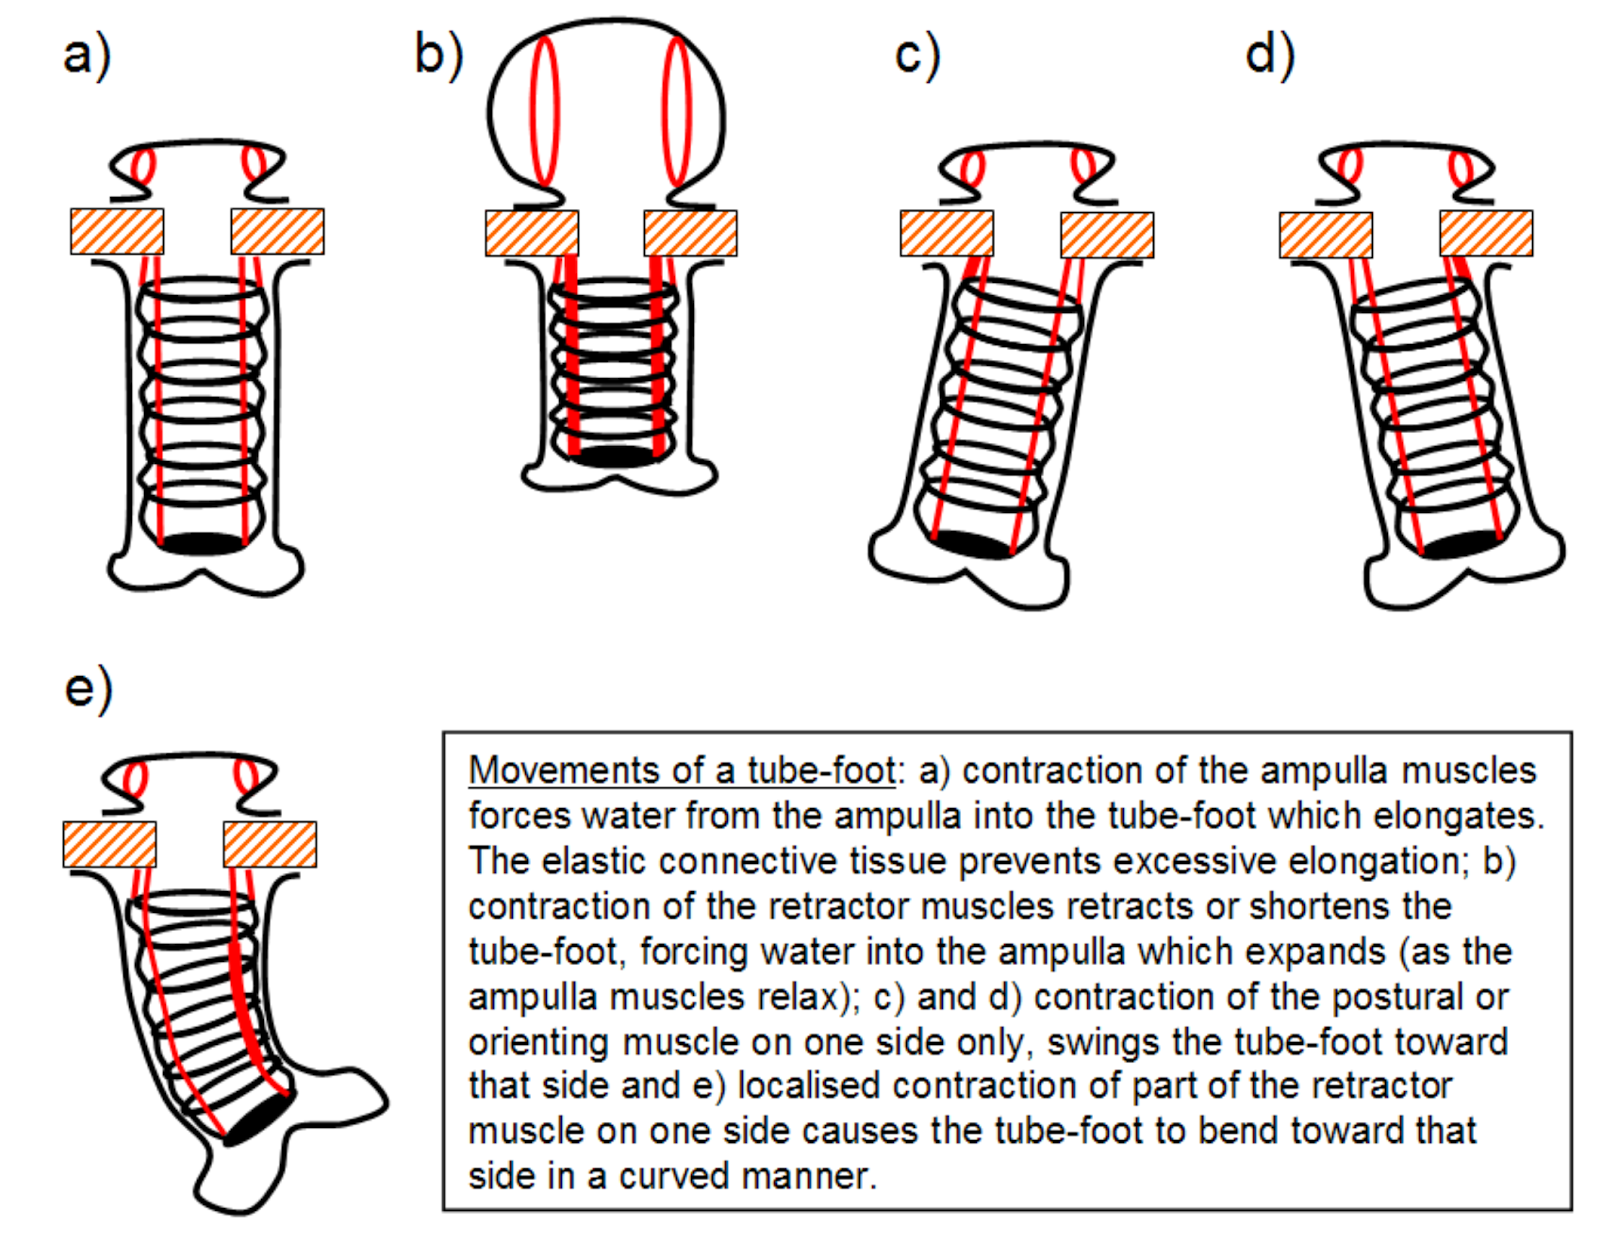 a)
b)
c)
d)
e)
Movements of a tube-foot: a) contraction of the ampulla muscles
forces water from the ampulla into the tube-foot which elongates.
The elastic connective tissue prevents excessive elongation; b)
contraction of the retractor muscles retracts or shortens the
tube-foot, forcing water into the ampulla which expands (as the
ampulla muscles relax); c) and d) contraction of the postural or
orienting muscle on one side only, swings the tube-foot toward
that side and e) localised contraction of part of the retractor
muscle on one side causes the tube-foot to bend toward that
side in a curved manner.